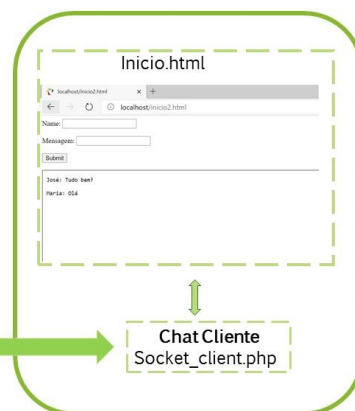 Inicio.html
localhost/inicio2.html
localhost/inicio2.html
Name:
Mensagem:
Submit
José: Tudo bem?
Maria: Olá
Chat Cliente
Socket_client.php